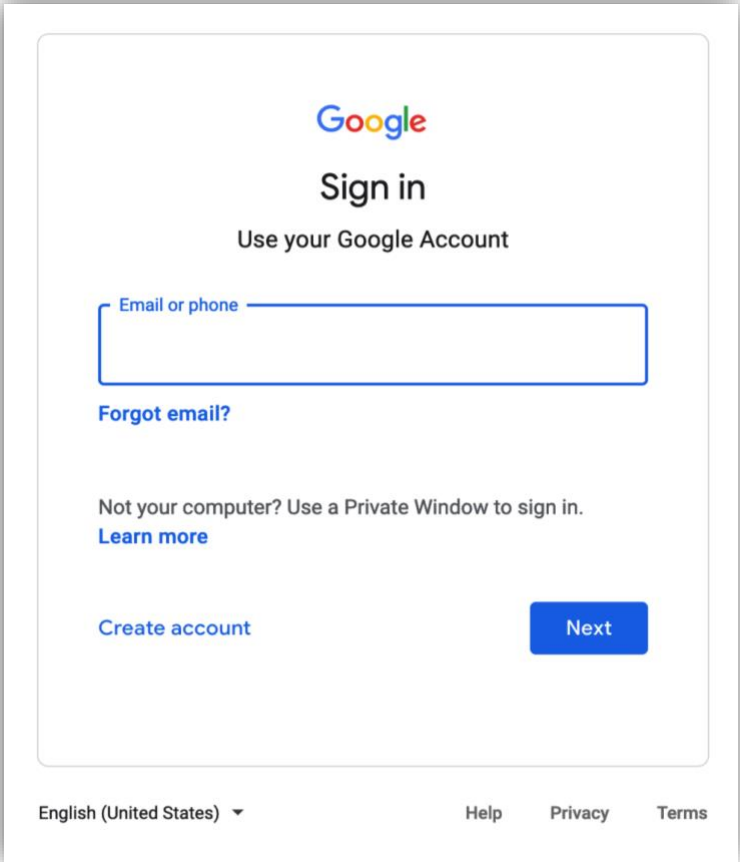 Google
Sign in
Use your Google Account
Email or phone
Forgot email?
Not your computer? Use a Private Window to sign in.
Learn more
Create account
Next
English (United States)
Help Privacy Terms